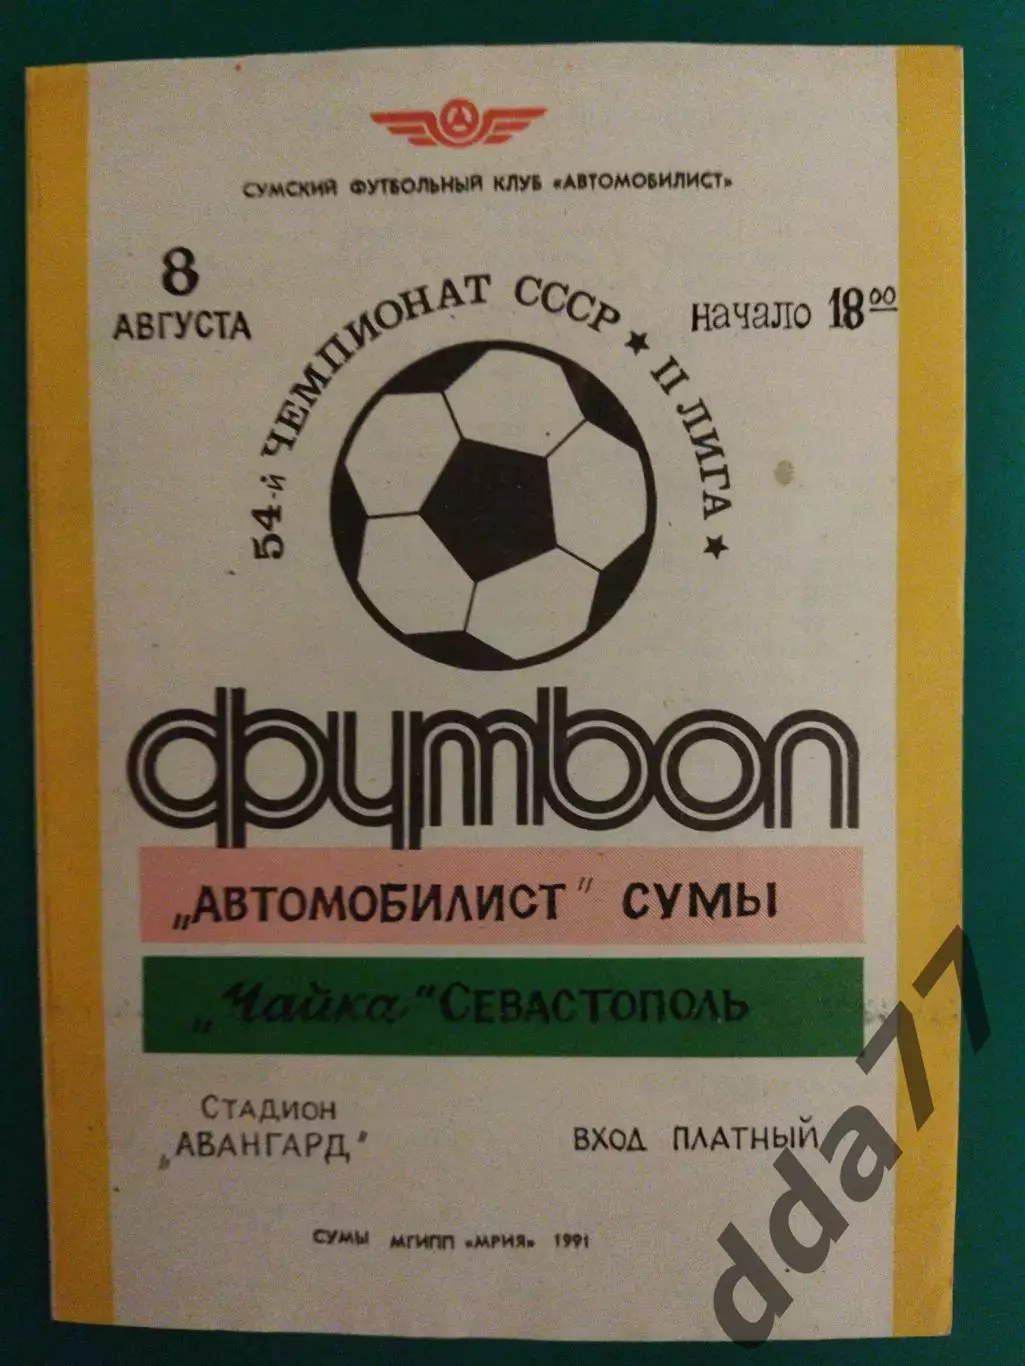 СУМСКИЙ ФУТБОЛЬНЫЙ КЛУБ «АВТОМОБИЛИСТ»
8
АВГУСТА
54-й ЧЕМПИОНАТ СССР ★ II ЛИГА ★
начало 18⁰⁰
футбол
„АВТОМОБИЛИСТ" СУМЫ
„Чайка" СЕВАСТОПОЛЬ
СТАДИОН
„АВАНГАРД"
ВХОД ПЛАТНЫЙ
СУМЫ МГИПП «МРИЯ» 1991
dda77